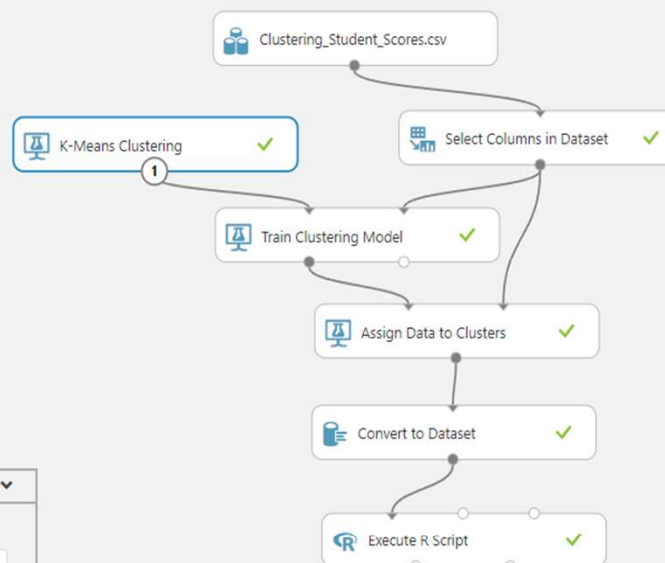 Clustering_Student_Scores.csv
K-Means Clustering
Select Columns in Dataset
1
Train Clustering Model
Assign Data to Clusters
Convert to Dataset
R
Execute R Script